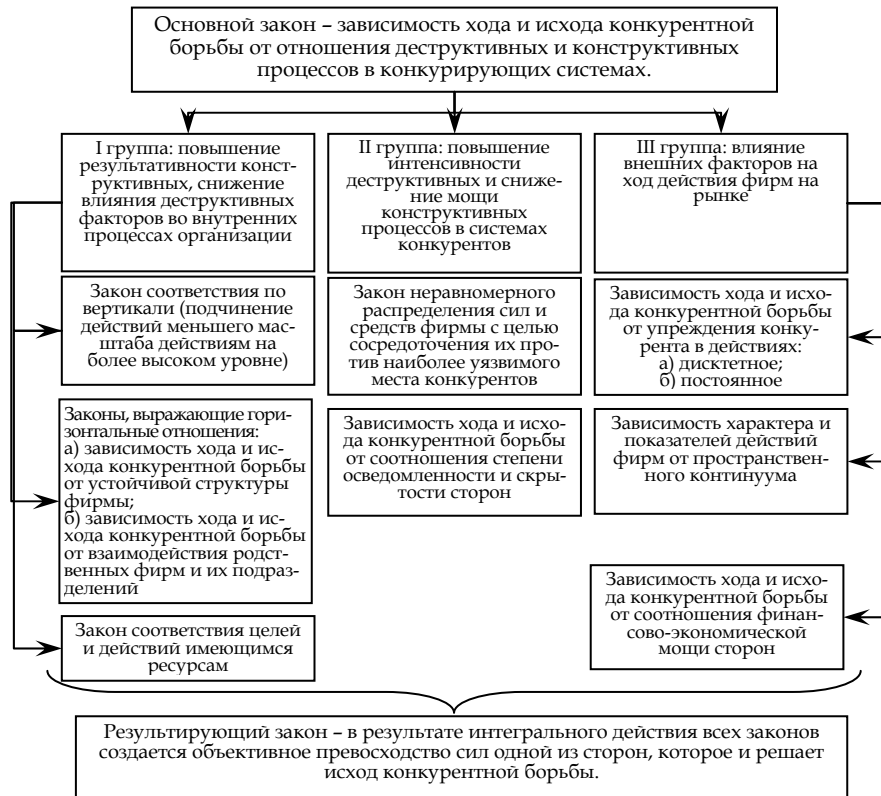 Основной закон – зависимость хода и исхода конкурентной
борьбы от отношения деструктивных и конструктивных
процессов в конкурирующих системах.
I группа: повышение
результативности конст-
руктивных, снижение
влияния деструктивных
факторов во внутренних
процессах организации
II группа: повышение
интенсивности
деструктивных и сниже-
ние мощи
конструктивных
процессов в системах
конкурентов
III группа: влияние
внешних факторов на
ход действия фирм на
рынке
Закон соответствия по
вертикали (подчинение
действий меньшего мас-
штаба действиям на
более высоком уровне)
Закон неравномерного
распределения сил и
средств фирмы с целью
сосредоточения их про-
тив наиболее уязвимого
места конкурентов
Зависимость хода и исхо-
да конкурентной борьбы
от упреждения конку-
рента в действиях:
а) дисктетное;
б) постоянное
Законы, выражающие гори-
зонтальные отношения:
а) зависимость хода и ис-
хода конкурентной борьбы
от устойчивой структуры
фирмы;
б) зависимость хода и ис-
хода конкурентной борьбы
от взаимодействия родст-
венных фирм и их подраз-
делений
Зависимость хода и исхо-
да конкурентной борьбы
от соотношения степени
осведомленности и скры-
тости сторон
Зависимость характера и
показателей действий
фирм от пространствен-
ного континуума
Закон соответствия целей
и действий имеющимся
ресурсам
Зависимость хода и исхо-
да конкурентной борьбы
от соотношения финан-
сово-экономической
мощи сторон
Результирующий закон – в результате интегрального действия всех законов
создается объективное превосходство сил одной из сторон, которое и решает
исход конкурентной борьбы.